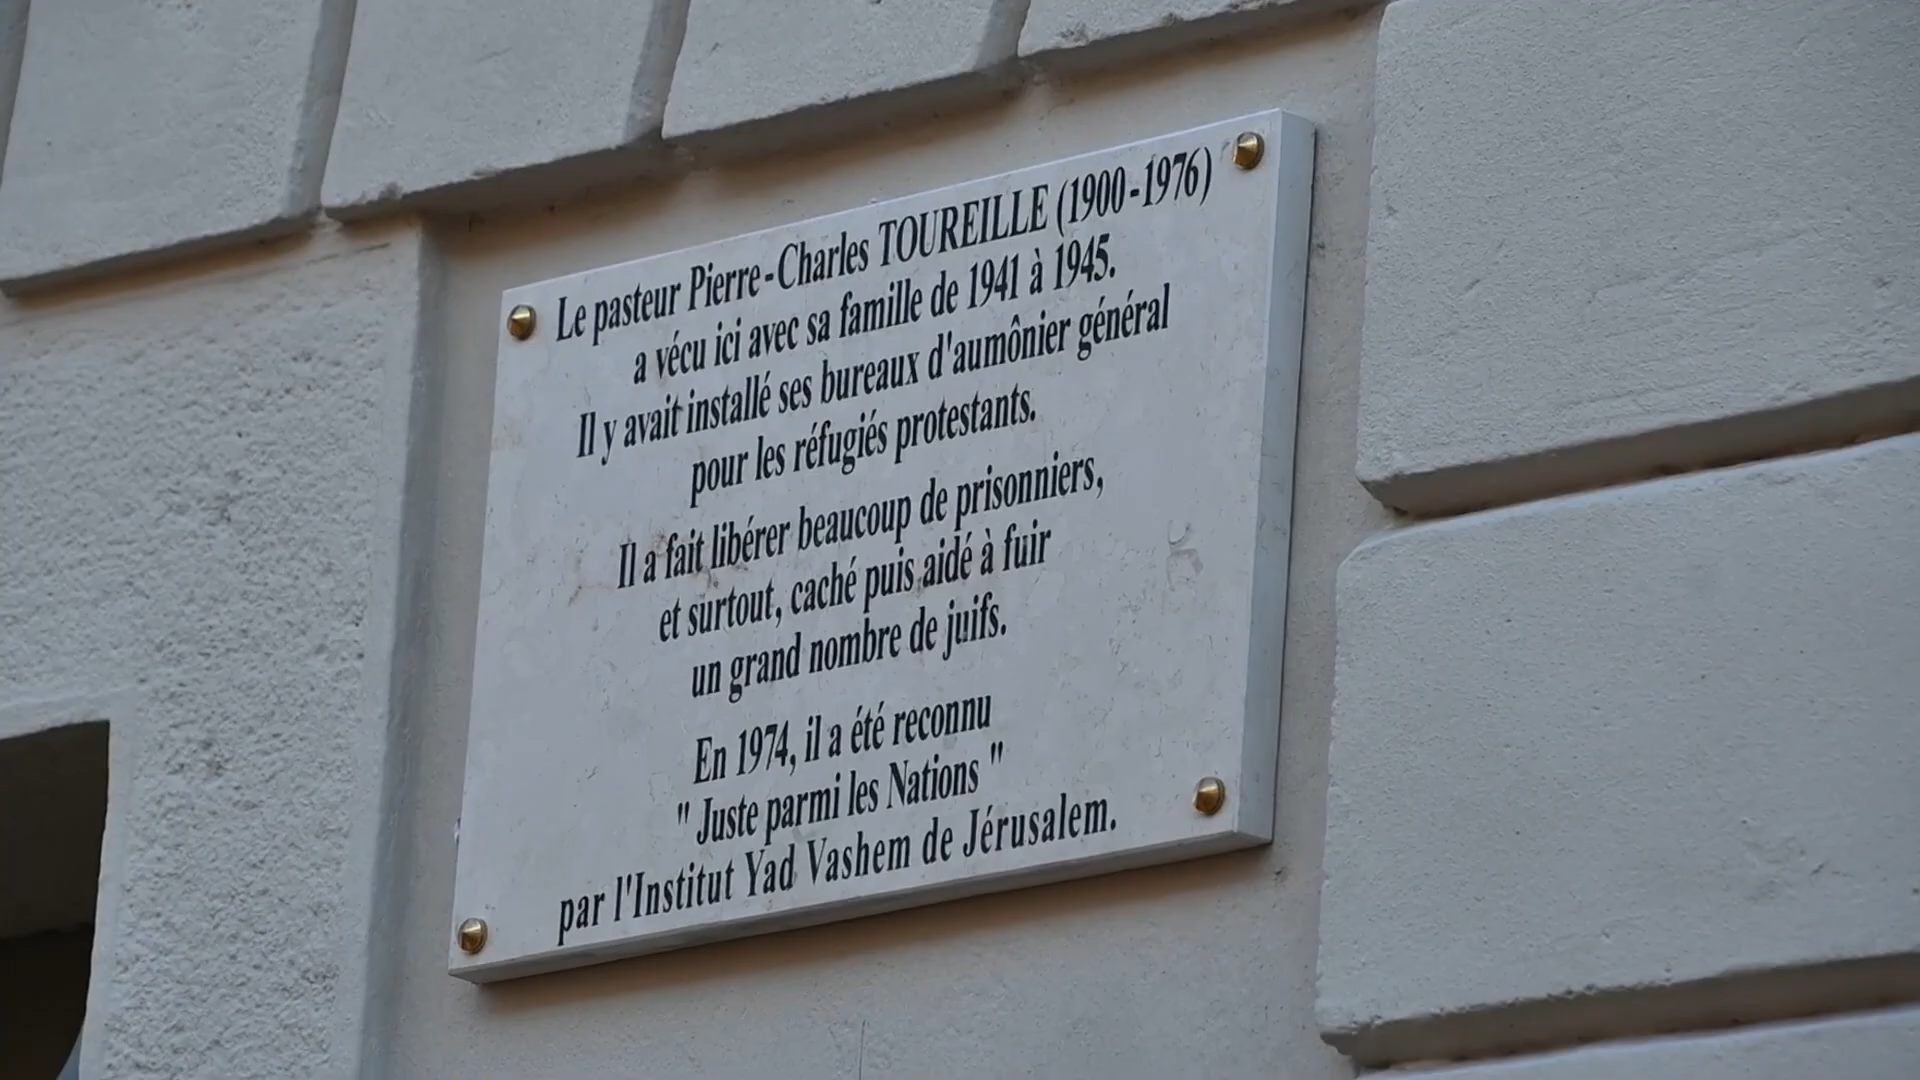 Le pasteur Pierre-Charles TOUREILLE (1900-1976)
a vécu ici avec sa famille de 1941 à 1945.
Il y avait installé ses bureaux d'aumônier général
pour les réfugiés protestants.
Il a fait libérer beaucoup de prisonniers,
et surtout, caché puis aidé à fuir
un grand nombre de juifs.
En 1974, il a été reconnu
" Juste parmi les Nations "
par l'Institut Yad Vashem de Jérusalem.